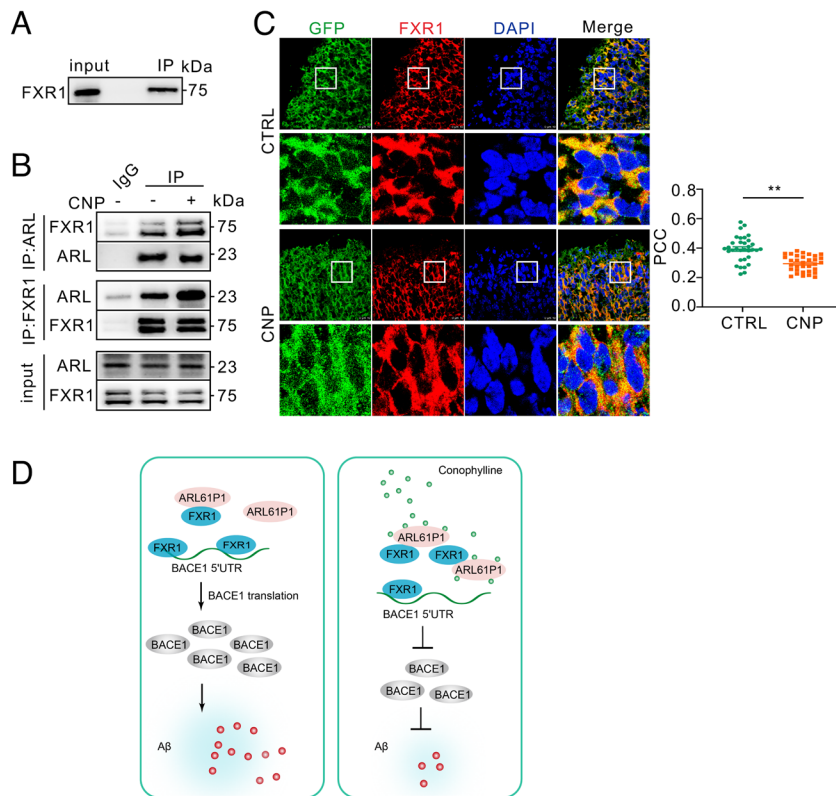 A
input IP kDa
FXR1 -75
B
IgG IP
CNP - - + kDa
IP:ARL
FXR1 -75
ARL -23
IP:FXR1
ARL -23
FXR1 -75
input
ARL -23
FXR1 -75
C
GFP FXR1 DAPI Merge
CTRL
CNP
PCC
0.8
0.6
0.4
0.2
0.0
**
CTRL CNP
D
ARL61P1
FXR1
ARL61P1
FXR1 FXR1
BACE1 5'UTR
BACE1 translation
BACE1
BACE1 BACE1
BACE1 BACE1
Aβ
Conophylline
ARL61P1
FXR1 FXR1
ARL61P1
FXR1
BACE1 5'UTR
BACE1
BACE1 BACE1
Aβ